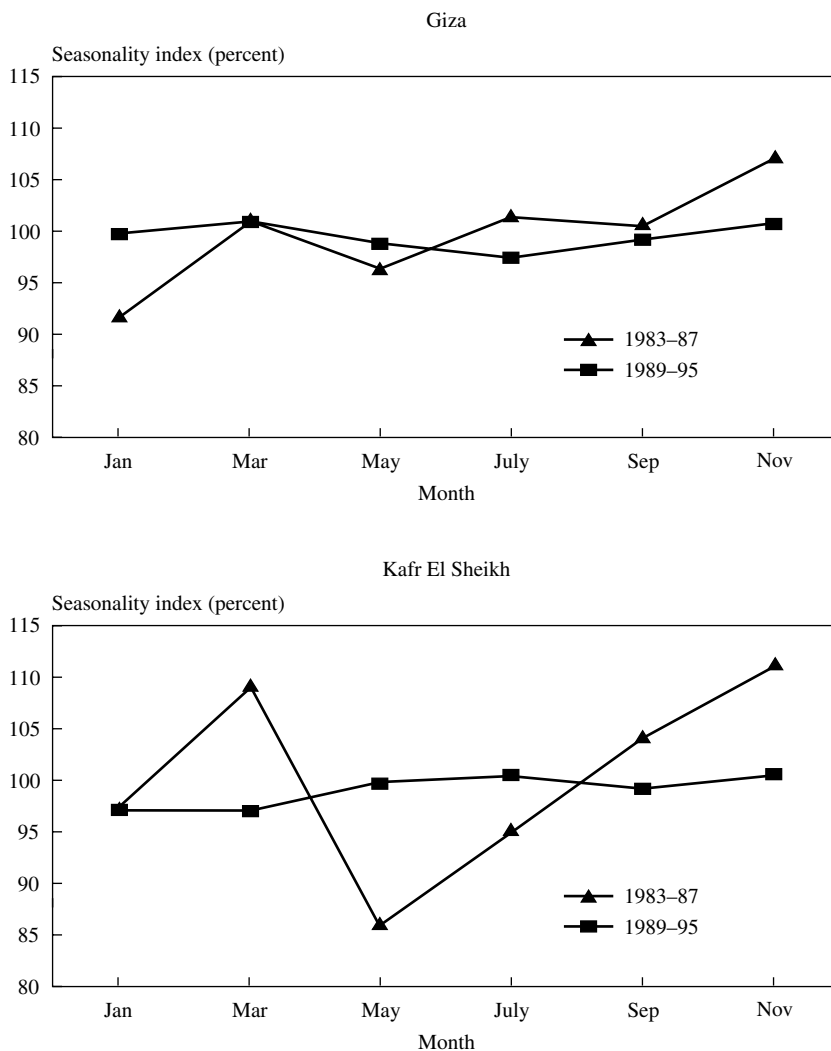 Giza
Seasonality index (percent)
115
110
105
100
95
90
85
80
1983–87
1989–95
Jan Mar May July Sep Nov
Month
Kafr El Sheikh
Seasonality index (percent)
115
110
105
100
95
90
85
80
1983–87
1989–95
Jan Mar May July Sep Nov
Month